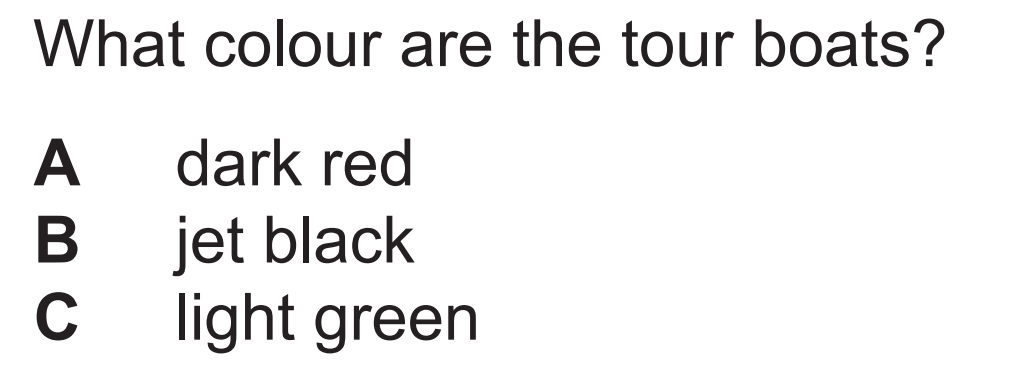 What colour are the tour boats?
A dark red
B jet black
C light green